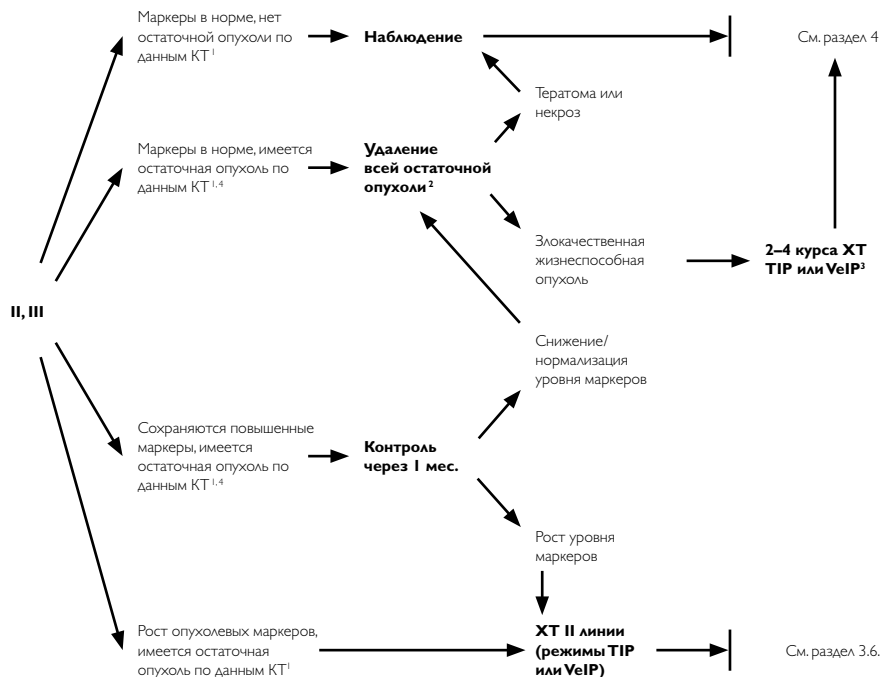 Маркеры в норме, нет
остаточной опухоли по
данным КТ¹
Наблюдение
См. раздел 4
Тератома или
некроз
Маркеры в норме, имеется
остаточная опухоль по
данным КТ¹,⁴
Удаление
всей остаточной
опухоли²
Злокачественная
жизнеспособная
опухоль
2–4 курса ХТ
TIP или VeIP³
II, III
Снижение/
нормализация
уровня маркеров
Сохраняются повышенные
маркеры, имеется
остаточная опухоль по
данным КТ¹,⁴
Контроль
через 1 мес.
Рост уровня
маркеров
Рост опухолевых маркеров,
имеется остаточная
опухоль по данным КТ¹
ХТ II линии
(режимы TIP
или VeIP)
См. раздел 3.6.